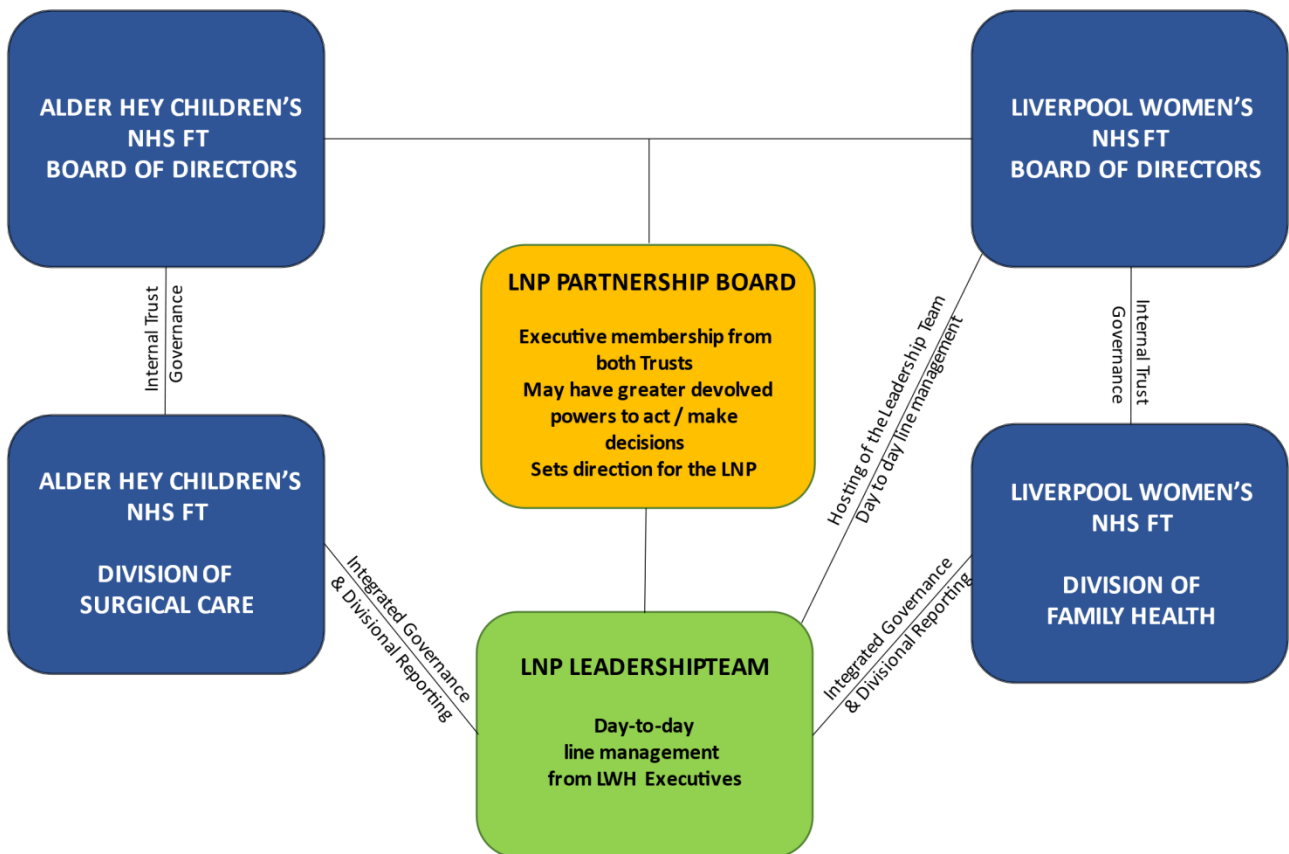 ALDER HEY CHILDREN'S
NHS FT
BOARD OF DIRECTORS
LIVERPOOL WOMEN'S
NHS FT
BOARD OF DIRECTORS
LNP PARTNERSHIP BOARD
Executive membership from
both Trusts
May have greater devolved
powers to act / make
decisions
Sets direction for the LNP
Internal Trust
Governance
Hosting of the Leadership Team
Day to day line management
Internal Trust
Governance
ALDER HEY CHILDREN'S
NHS FT
DIVISION OF
SURGICAL CARE
LIVERPOOL WOMEN'S
NHS FT
DIVISION OF
FAMILY HEALTH
Integrated Governance
& Divisional Reporting
LNP LEADERSHIPTEAM
Day-to-day
line management
from LWH Executives
Integrated Governance
& Divisional Reporting